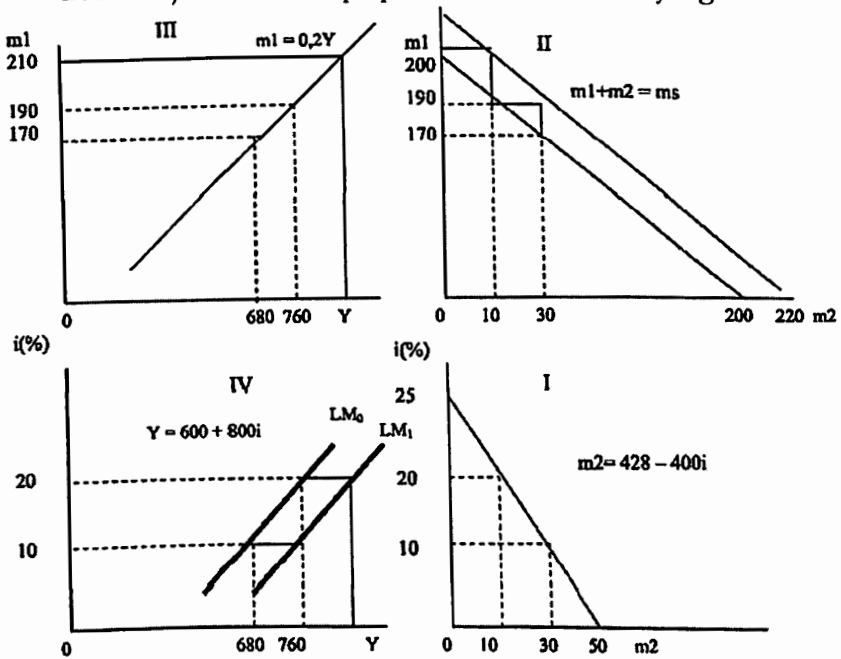 III
m1
210
190
170
m1 = 0,2Y
0
680 760 Y
II
m1
200
190
170
m1+m2 = ms
0 10 30 200 220 m2
i(%)
IV
Y = 600 + 800i
LM0
LM1
20
10
0
680 760 Y
i(%)
I
25
20
10
m2= 428 – 400i
0 10 30 50 m2